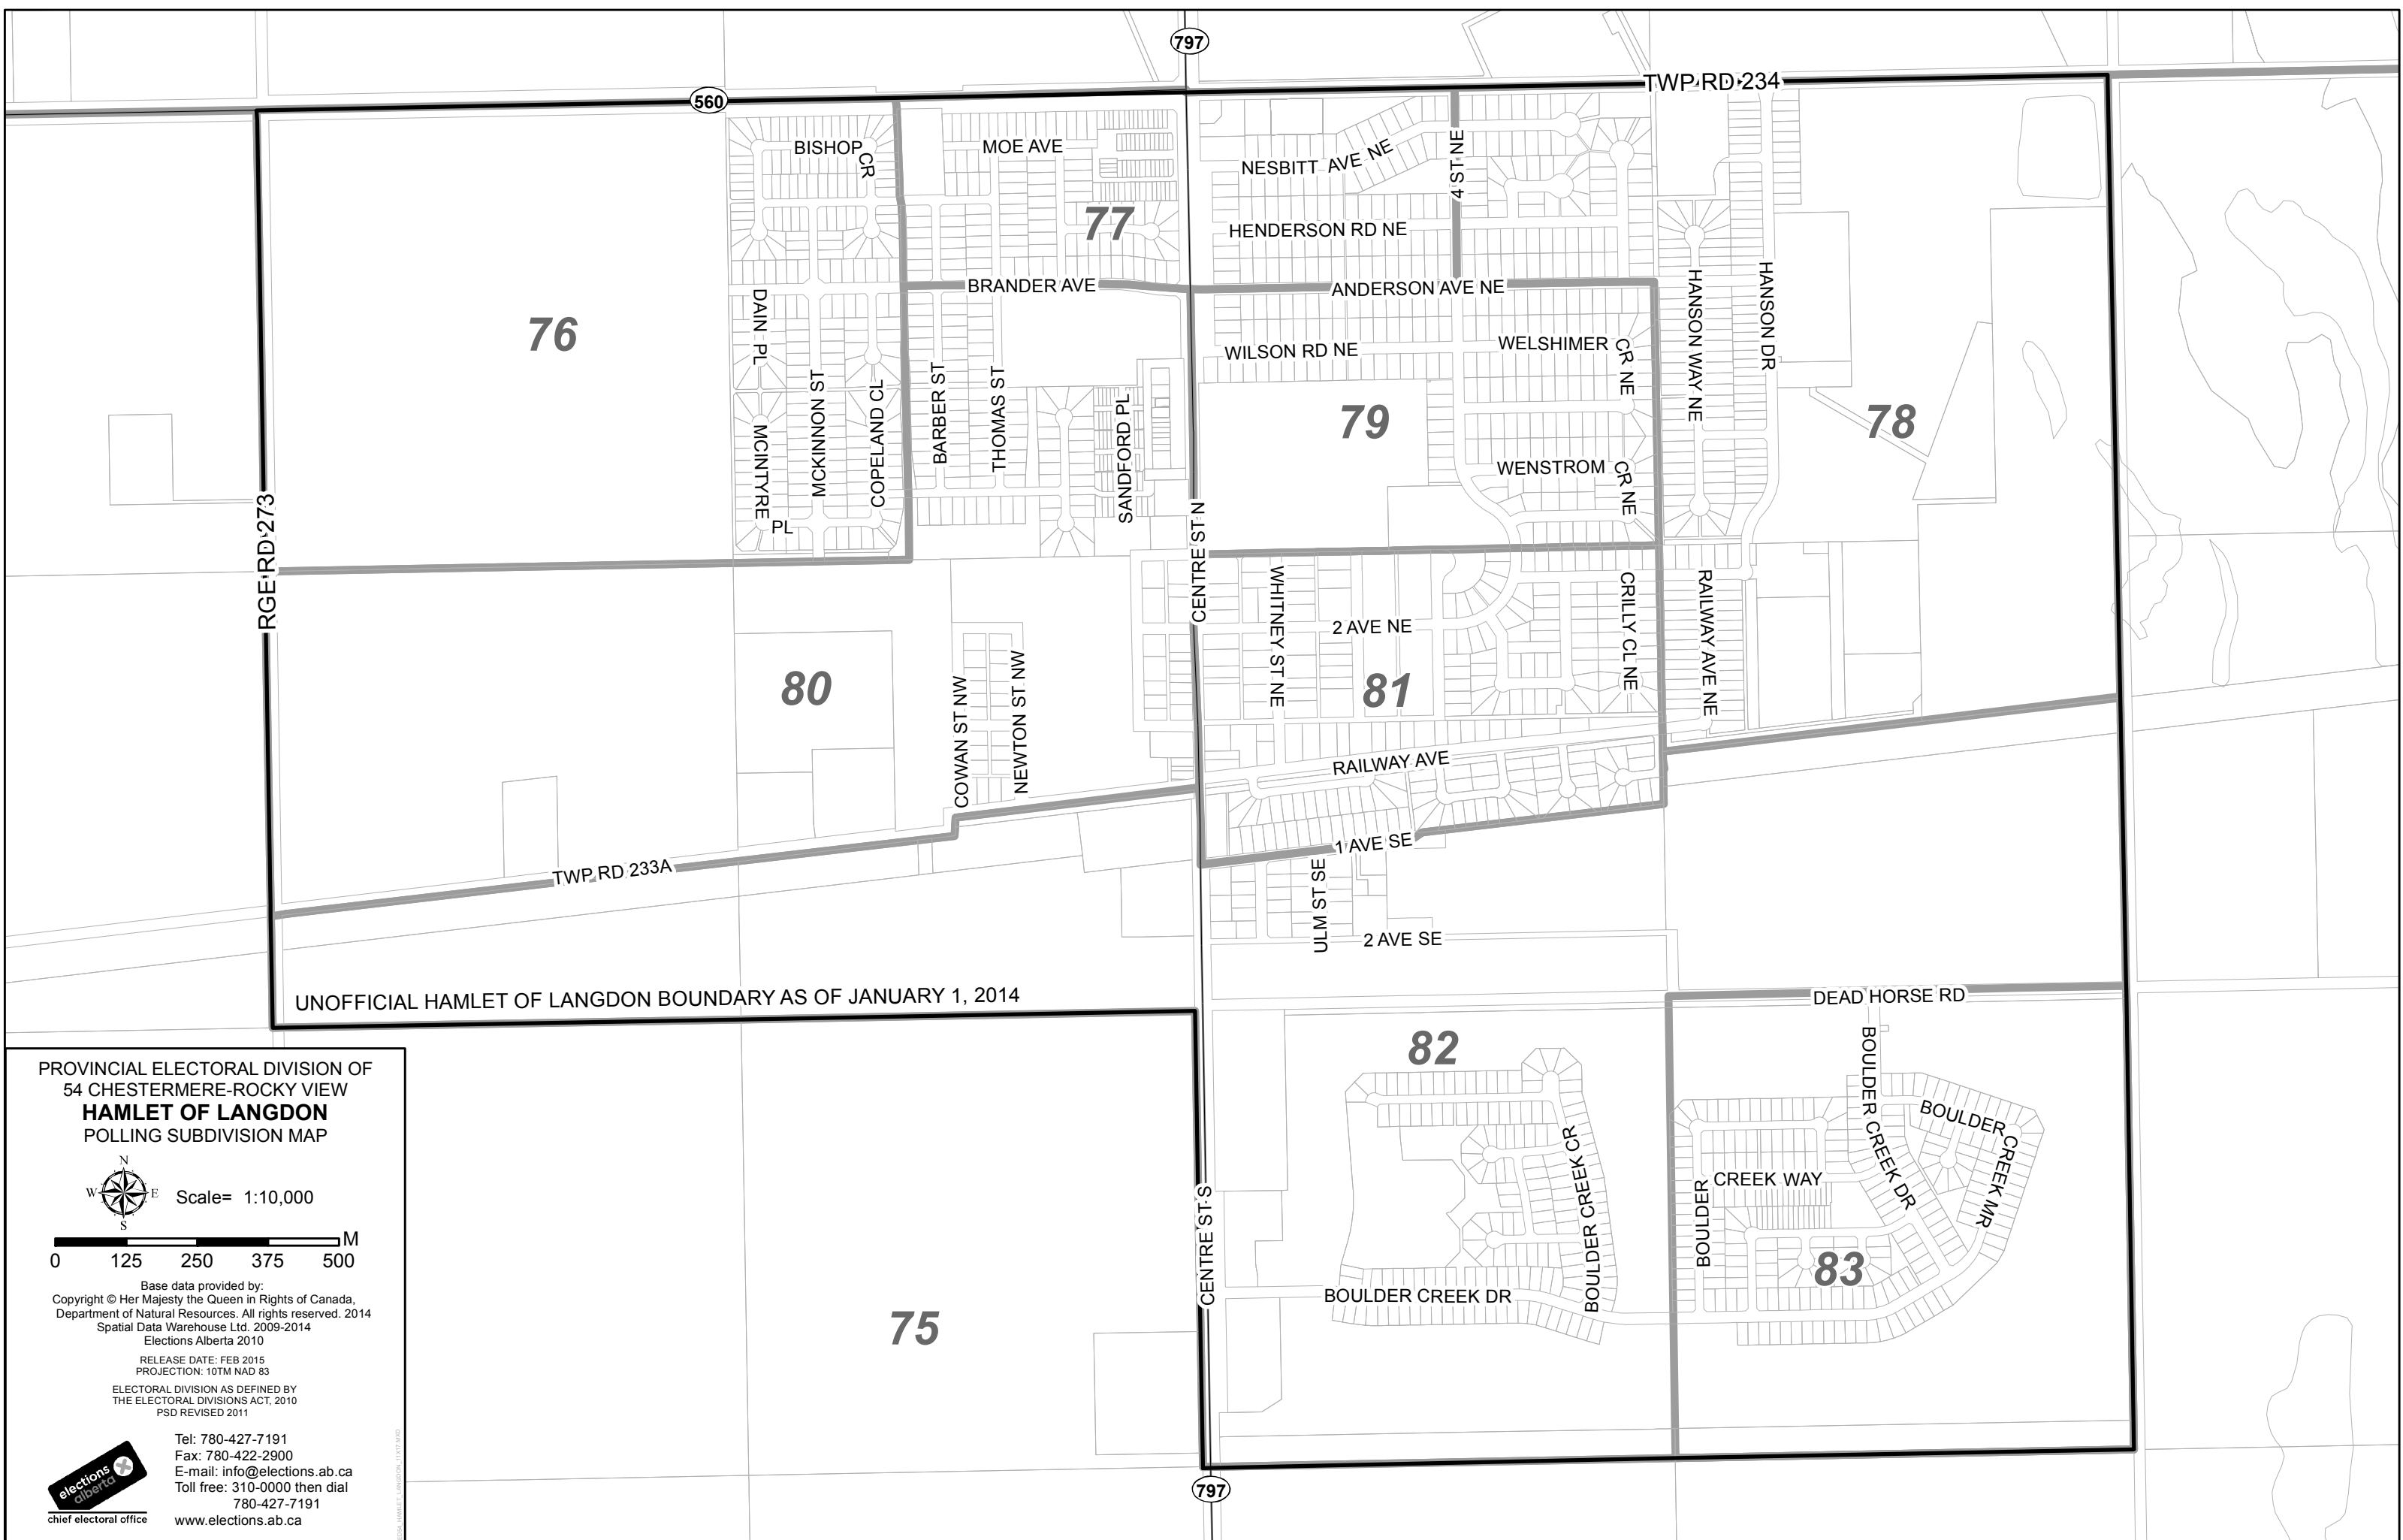 797
TWP RD 234
560
BISHOP CR
MOE AVE
NESBITT AVE NE
4 ST NE
77
HENDERSON RD NE
BRANDER AVE
ANDERSON AVE NE
HANSON WAY NE
HANSON DR
76
DAIN PL
WILSON RD NE
WELSHIMER CR NE
MCKINNON ST
COPELAND CL
BARBER ST
THOMAS ST
SANDFORD PL
79
78
MCINTYRE PL
WENSTROM CR NE
RGE RD 273
CENTRE ST N
WHITNEY ST NE
2 AVE NE
CRILLY CL NE
RAILWAY AVE NE
80
COWAN ST NW
NEWTON ST NW
81
RAILWAY AVE
TWP RD 233A
1 AVE SE
ULM ST SE
2 AVE SE
UNOFFICIAL HAMLET OF LANGDON BOUNDARY AS OF JANUARY 1, 2014
DEAD HORSE RD
82
BOULDER CREEK DR
BOULDER CREEK MR
BOULDER CREEK CR
BOULDER CREEK WAY
CENTRE ST S
83
BOULDER CREEK DR
75
797
PROVINCIAL ELECTORAL DIVISION OF
54 CHESTERMERE-ROCKY VIEW
HAMLET OF LANGDON
POLLING SUBDIVISION MAP
N
W E
S
Scale= 1:10,000
M
0 125 250 375 500
Base data provided by:
Copyright © Her Majesty the Queen in Rights of Canada,
Department of Natural Resources. All rights reserved. 2014
Spatial Data Warehouse Ltd. 2009-2014
Elections Alberta 2010
RELEASE DATE: FEB 2015
PROJECTION: 10TM NAD 83
ELECTORAL DIVISION AS DEFINED BY
THE ELECTORAL DIVISIONS ACT, 2010
PSD REVISED 2011
elections
alberta
chief electoral office
Tel: 780-427-7191
Fax: 780-422-2900
E-mail: info@elections.ab.ca
Toll free: 310-0000 then dial
780-427-7191
www.elections.ab.ca